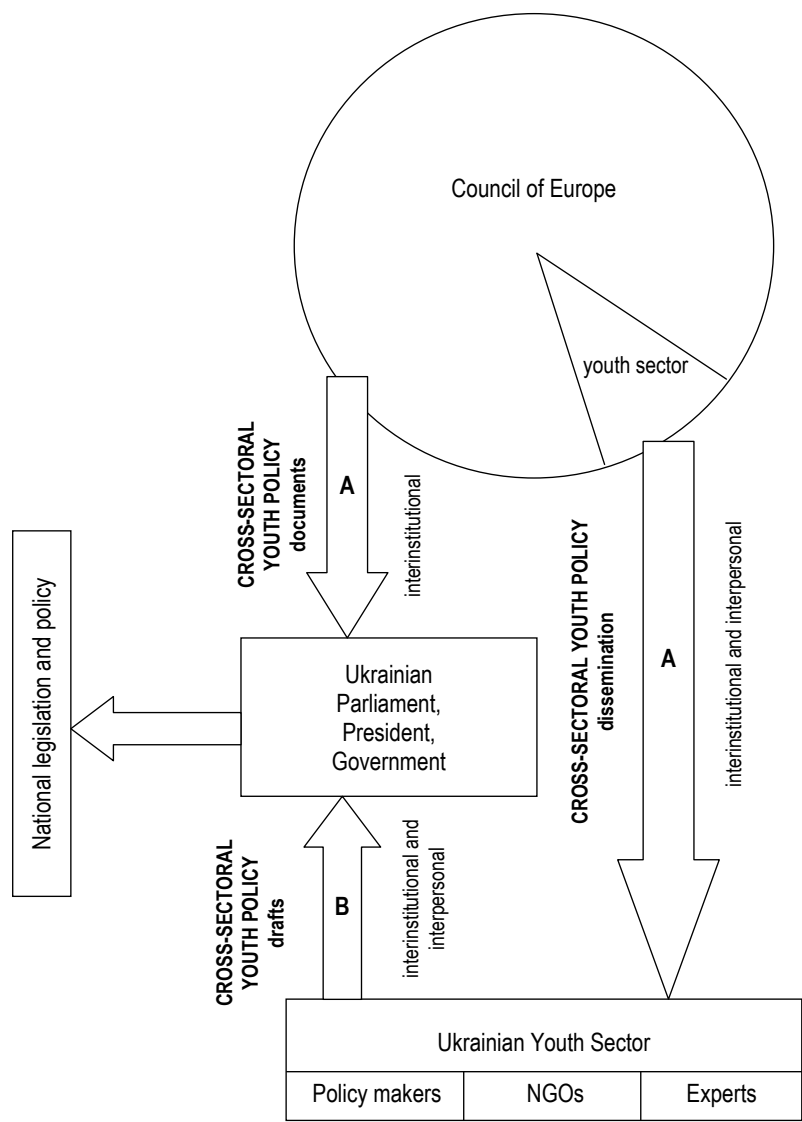 Council of Europe
youth sector
CROSS-SECTORAL
YOUTH POLICY
documents
A
interinstitutional
CROSS-SECTORAL YOUTH POLICY
dissemination
A
interinstitutional and interpersonal
National legislation and policy
Ukrainian
Parliament,
President,
Government
CROSS-SECTORAL
YOUTH POLICY
drafts
B
interinstitutional and
interpersonal
Ukrainian Youth Sector
Policy makers
NGOs
Experts